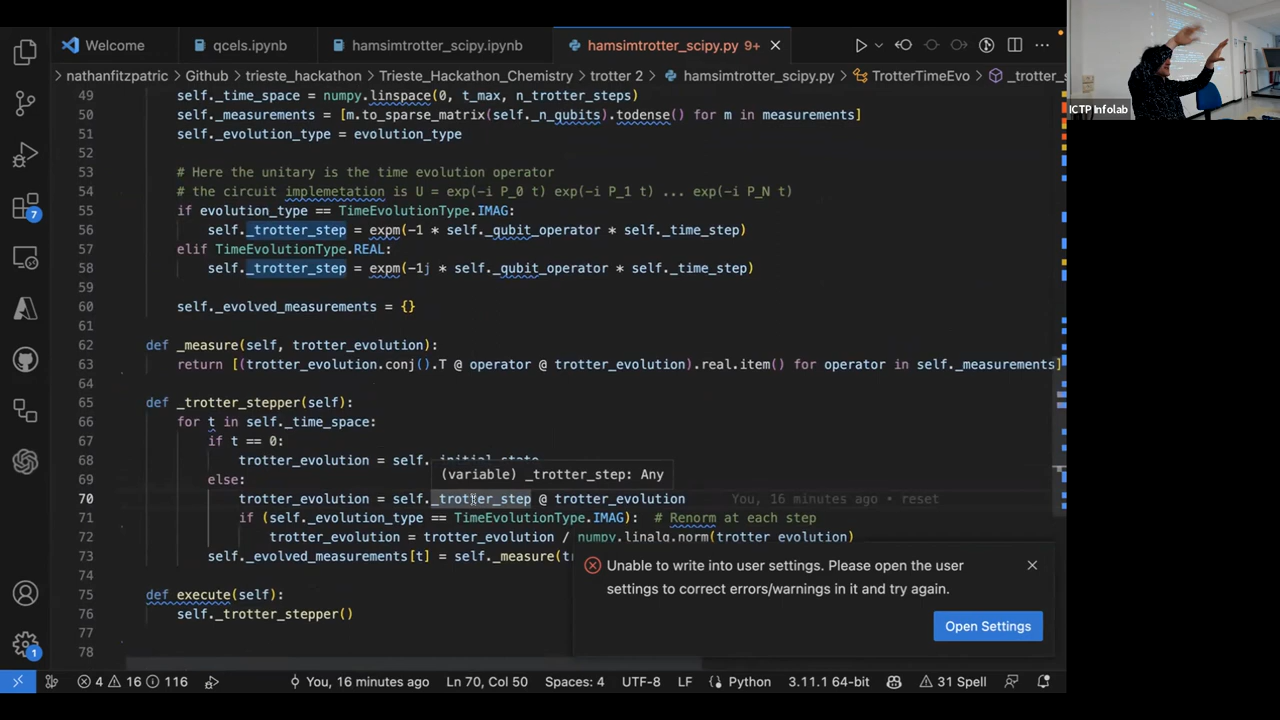 Welcome
qcels.ipynb
hamsimtrotter_scipy.ipynb
hamsimtrotter_scipy.py 9+
nathanfitzpatric > Github > trieste_hackathon > Trieste_Hackathon_Chemistry > trotter 2 > hamsimtrotter_scipy.py > TrotterTimeEvo > _trotter_s
ICTP Infolab
49 self._time_space = numpy.linspace(0, t_max, n_trotter_steps)
50 self._measurements = [m.to_sparse_matrix(self._n_qubits).todense() for m in measurements]
51 self._evolution_type = evolution_type
52
53 # Here the unitary is the time evolution operator
54 # the circuit implemetation is U = exp(-i P_0 t) exp(-i P_1 t) ... exp(-i P_N t)
55 if evolution_type == TimeEvolutionType.IMAG:
56 self._trotter_step = expm(-1 * self._qubit_operator * self._time_step)
57 elif TimeEvolutionType.REAL:
58 self._trotter_step = expm(-1j * self._qubit_operator * self._time_step)
59
60 self._evolved_measurements = {}
61
62 def _measure(self, trotter_evolution):
63 return [(trotter_evolution.conj().T @ operator @ trotter_evolution).real.item() for operator in self._measurements]
64
65 def _trotter_stepper(self):
66 for t in self._time_space:
67 if t == 0:
68 trotter_evolution = self._initial_state
69 else:
(variable) _trotter_step: Any
70 trotter_evolution = self._trotter_step @ trotter_evolution You, 16 minutes ago • reset
71 if (self._evolution_type == TimeEvolutionType.IMAG): # Renorm at each step
72 trotter_evolution = trotter_evolution / numpy.linalg.norm(trotter_evolution)
73 self._evolved_measurements[t] = self._measure(t
74
75 def execute(self):
76 self._trotter_stepper()
77
78
Unable to write into user settings. Please open the user
settings to correct errors/warnings in it and try again.
Open Settings
7
1
4 16 116
You, 16 minutes ago
Ln 70, Col 50
Spaces: 4
UTF-8
LF
Python
3.11.1 64-bit
31 Spell